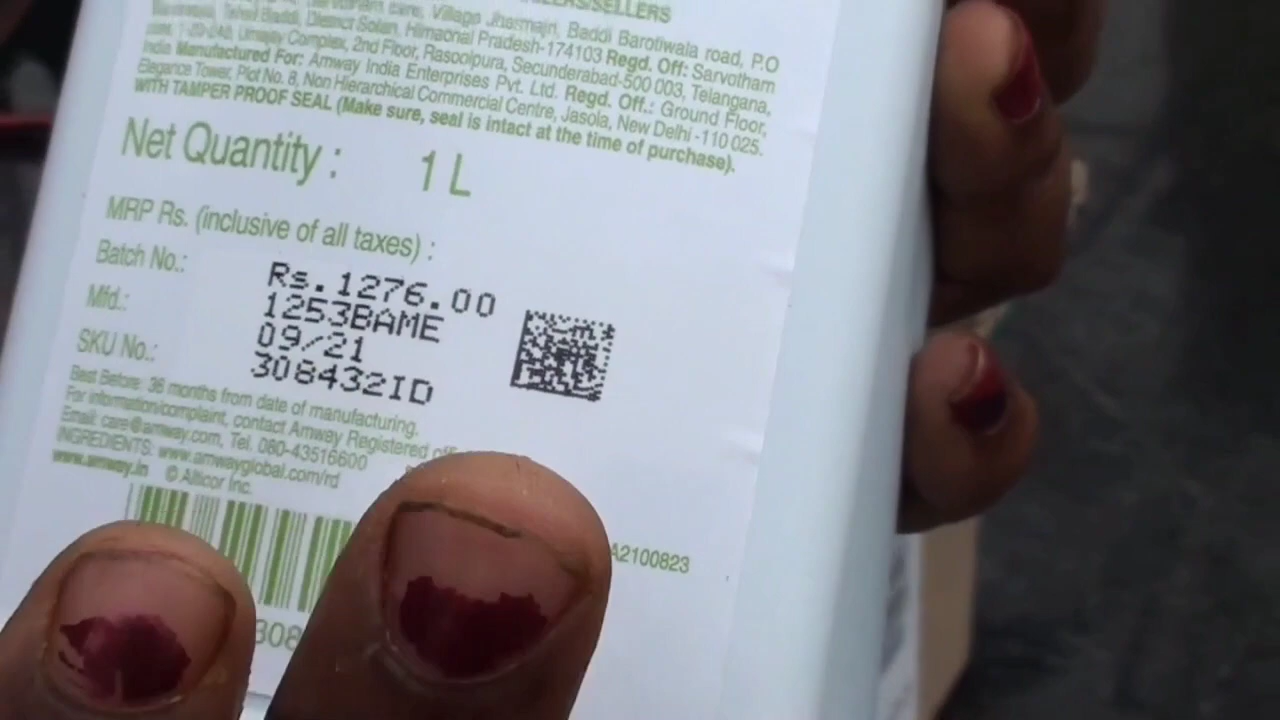 /SELLERS
care, Village Jharmajri, Baddi Barotiwala road, P.O
Baddi, District Solan, Himachal Pradesh-174103 Regd. Off: Sarvotham
Complex, 2nd Floor, Rasoolpura, Secunderabad-500 003, Telangana,
India Manufactured For: Amway India Enterprises Pvt. Ltd. Regd. Off.: Ground Floor,
Elegance Tower, Plot No. 8, Non Hierarchical Commercial Centre, Jasola, New Delhi -110 025.
WITH TAMPER PROOF SEAL (Make sure, seal is intact at the time of purchase).
Net Quantity : 1 L
MRP Rs. (inclusive of all taxes) :
Rs.1276.00
Batch No.: 1253BAME
Mfd.: 09/21
SKU No.: 308432ID
Best Before: 36 months from date of manufacturing.
For information/complaint, contact Amway Registered
Email: care@amway.com, Tel. 080-43516600
INGREDIENTS: www.amwayglobal.com/rd
www.amway.in © Alticor Inc.
A2100823
308